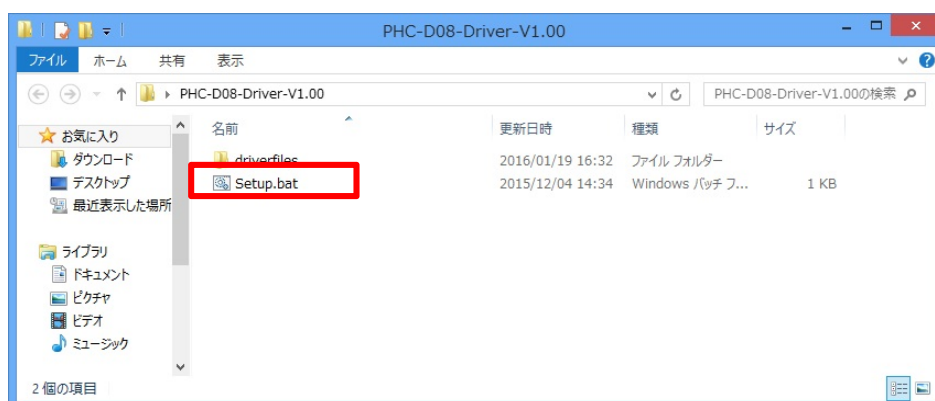 PHC-D08-Driver-V1.00
ファイル ホーム 共有 表示
PHC-D08-Driver-V1.00 PHC-D08-Driver-V1.00の検索
お気に入り
ダウンロード
デスクトップ
最近表示した場所
ライブラリ
ドキュメント
ピクチャ
ビデオ
ミュージック
名前 更新日時 種類 サイズ
driverfiles 2016/01/19 16:32 ファイル フォルダー
Setup.bat 2015/12/04 14:34 Windows バッチ フ... 1 KB
2 個の項目